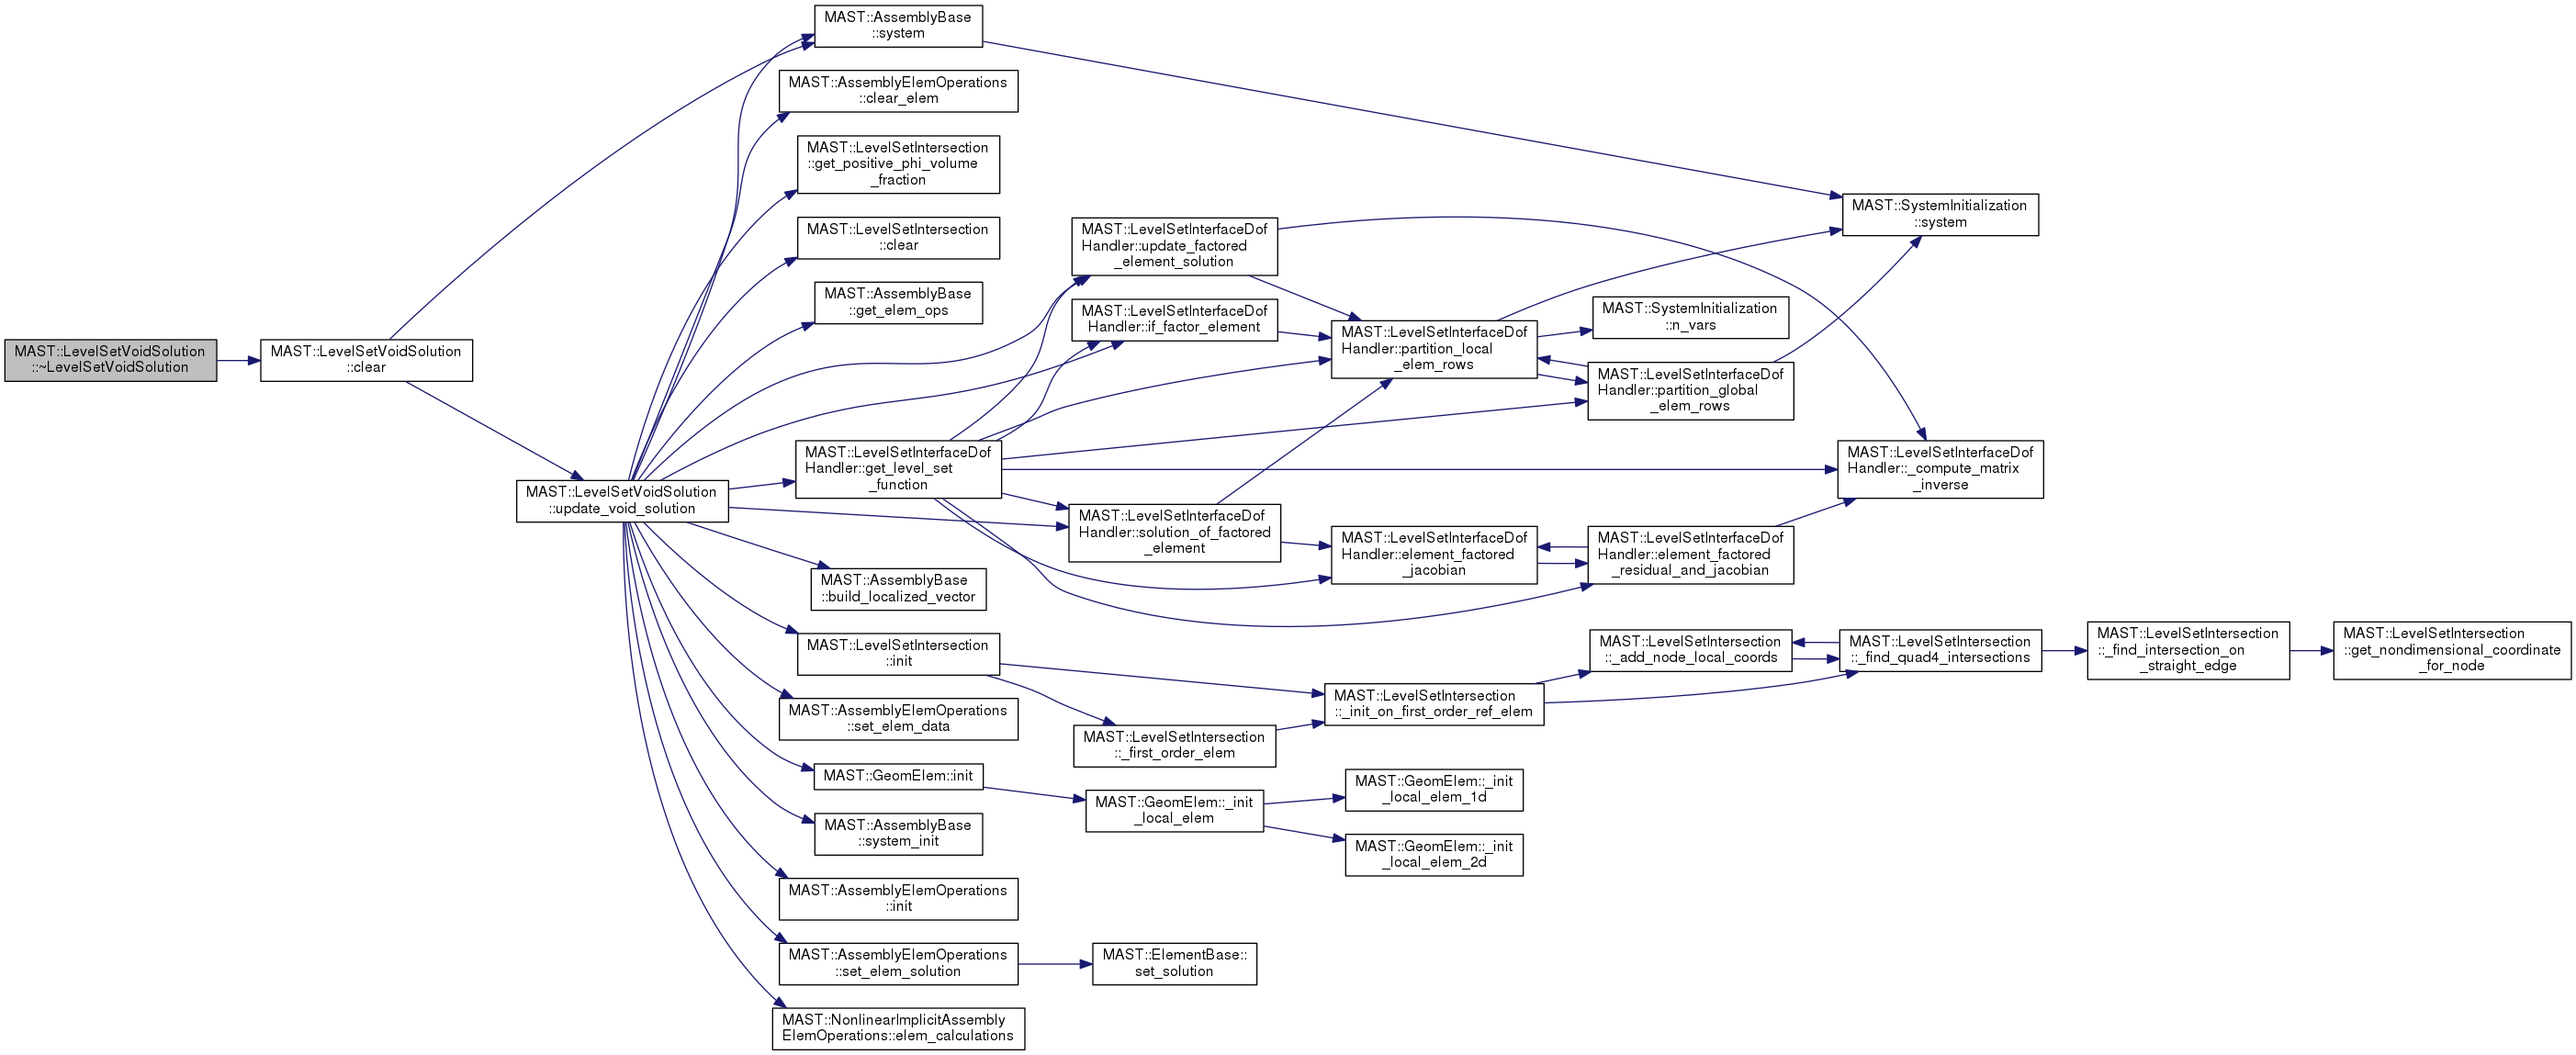 MAST::LevelSetVoidSolution
::~LevelSetVoidSolution
MAST::LevelSetVoidSolution
::clear
MAST::LevelSetVoidSolution
::update_void_solution
MAST::AssemblyBase
::system
MAST::AssemblyElemOperations
::clear_elem
MAST::LevelSetIntersection
::get_positive_phi_volume
_fraction
MAST::LevelSetIntersection
::clear
MAST::AssemblyBase
::get_elem_ops
MAST::LevelSetInterfaceDof
Handler::get_level_set
_function
MAST::AssemblyBase
::build_localized_vector
MAST::LevelSetIntersection
::init
MAST::AssemblyElemOperations
::set_elem_data
MAST::GeomElem::init
MAST::AssemblyBase
::system_init
MAST::AssemblyElemOperations
::init
MAST::AssemblyElemOperations
::set_elem_solution
MAST::NonlinearImplicitAssembly
ElemOperations::elem_calculations
MAST::LevelSetInterfaceDof
Handler::update_factored
_element_solution
MAST::LevelSetInterfaceDof
Handler::if_factor_element
MAST::LevelSetInterfaceDof
Handler::solution_of_factored
_element
MAST::LevelSetIntersection
::_first_order_elem
MAST::GeomElem::_init
_local_elem
MAST::ElementBase::
set_solution
MAST::LevelSetInterfaceDof
Handler::partition_local
_elem_rows
MAST::LevelSetInterfaceDof
Handler::element_factored
_jacobian
MAST::LevelSetIntersection
::_init_on_first_order_ref_elem
MAST::GeomElem::_init
_local_elem_1d
MAST::GeomElem::_init
_local_elem_2d
MAST::SystemInitialization
::n_vars
MAST::LevelSetInterfaceDof
Handler::partition_global
_elem_rows
MAST::LevelSetInterfaceDof
Handler::element_factored
_residual_and_jacobian
MAST::LevelSetIntersection
::_add_node_local_coords
MAST::SystemInitialization
::system
MAST::LevelSetInterfaceDof
Handler::_compute_matrix
_inverse
MAST::LevelSetIntersection
::_find_quad4_intersections
MAST::LevelSetIntersection
::_find_intersection_on
_straight_edge
MAST::LevelSetIntersection
::get_nondimensional_coordinate
_for_node